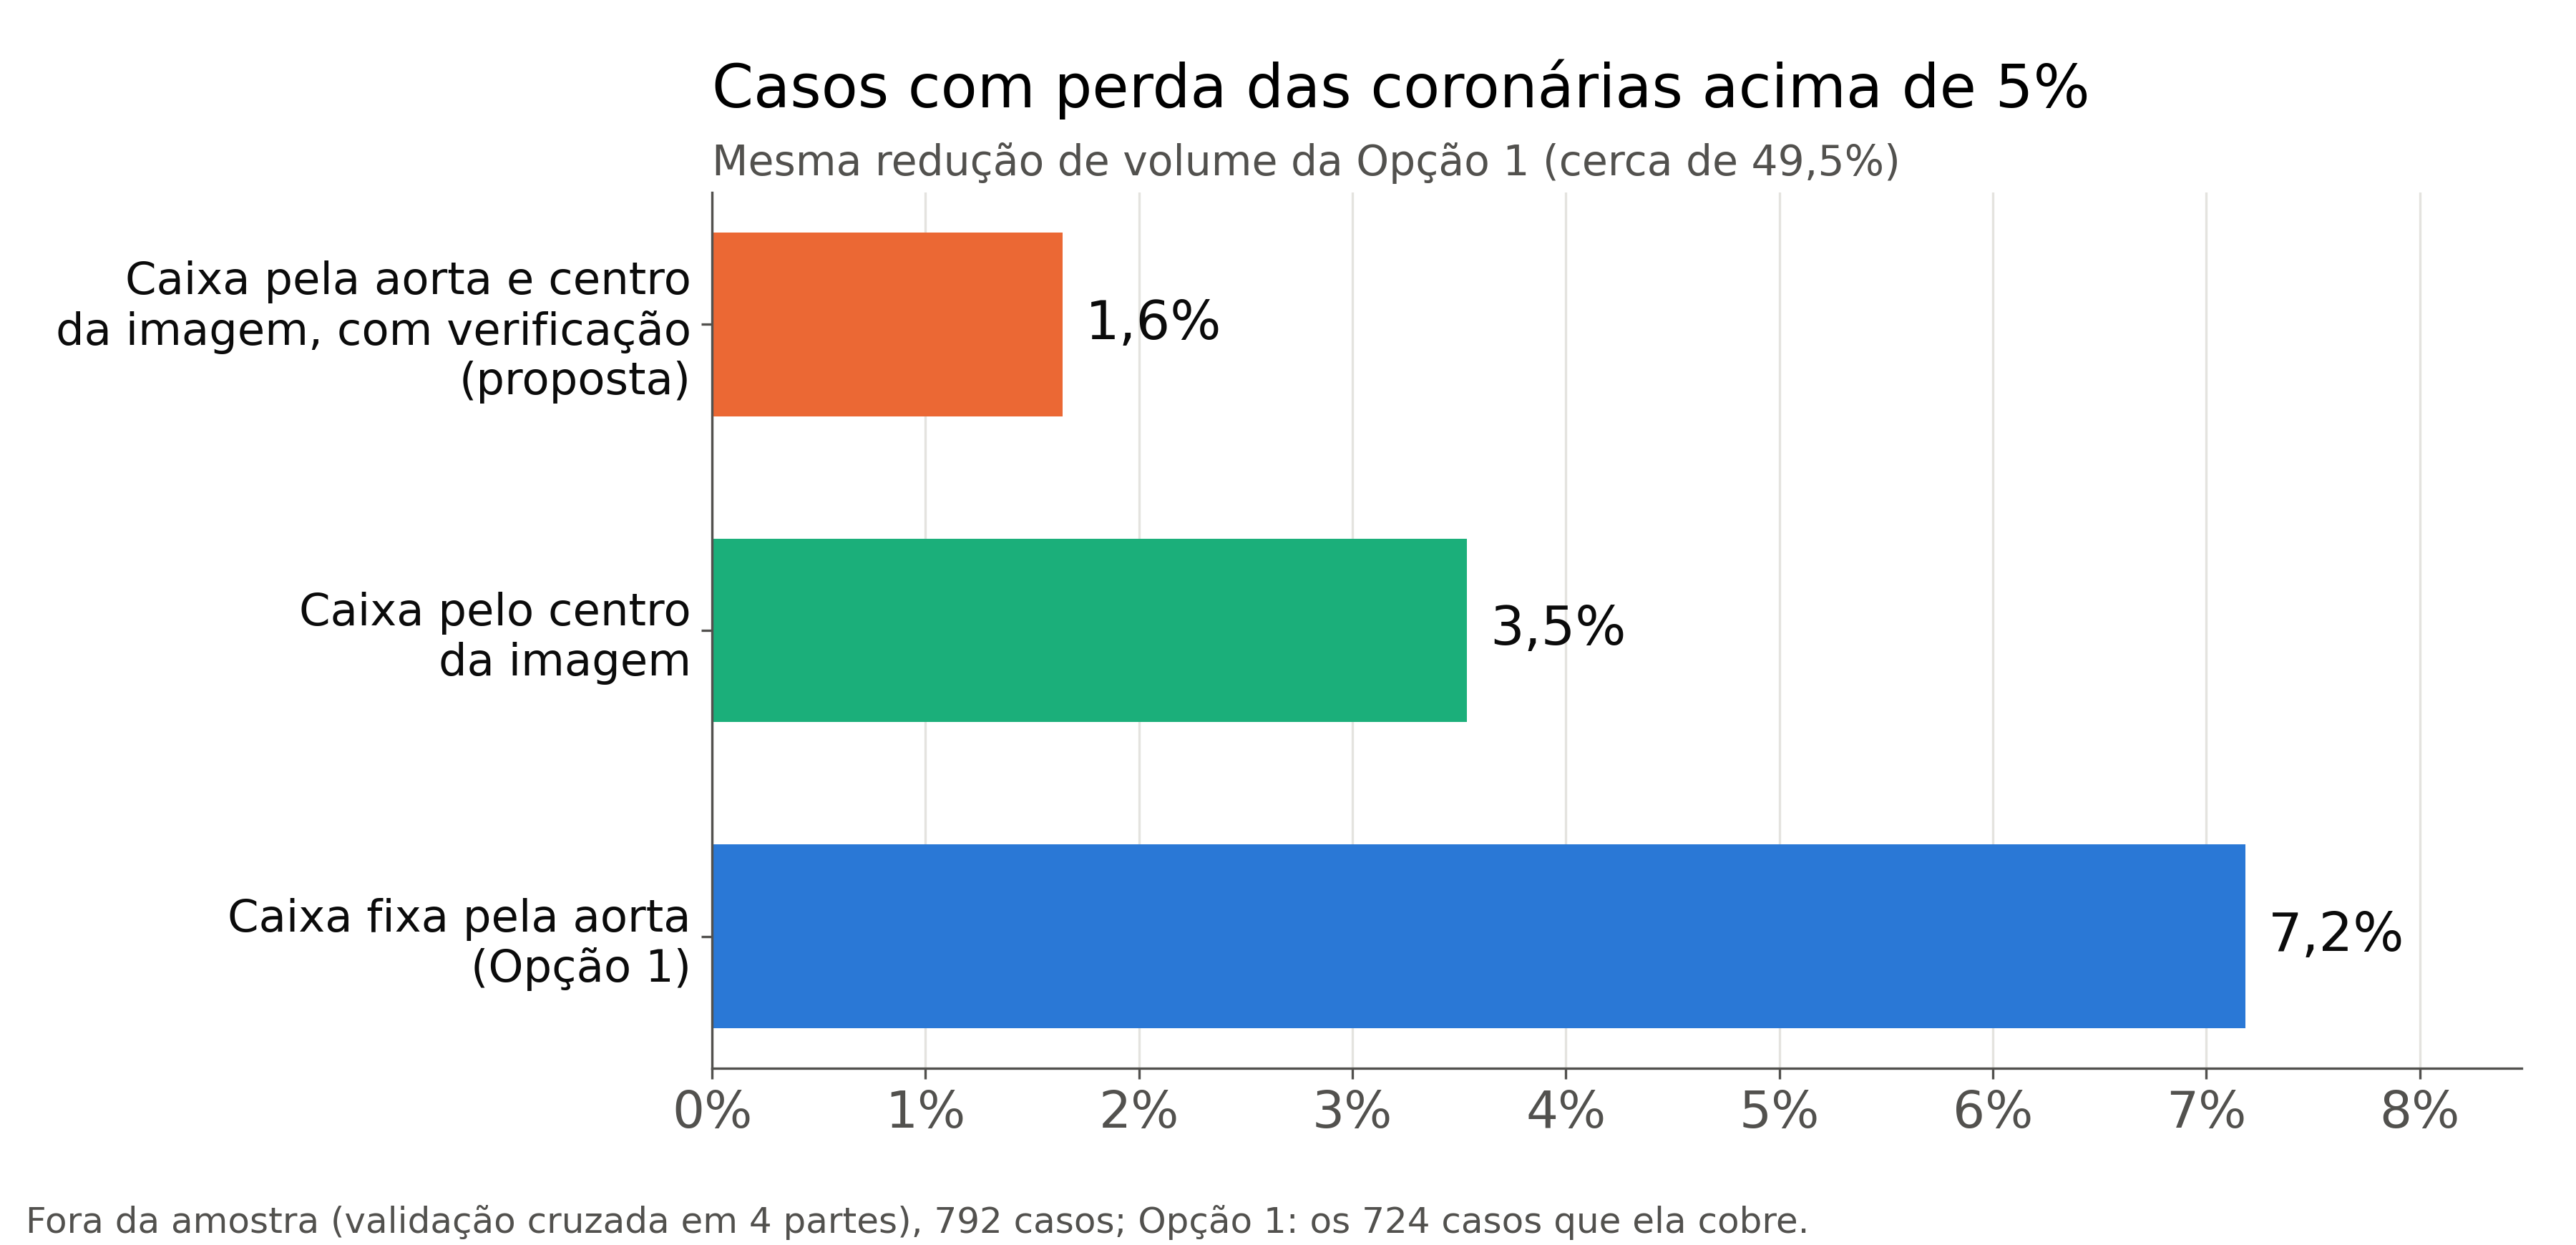 Casos com perda das coronárias acima de 5%
Mesma redução de volume da Opção 1 (cerca de 49,5%)
Caixa pela aorta e centro
da imagem, com verificação
(proposta)
1,6%
Caixa pelo centro
da imagem
3,5%
Caixa fixa pela aorta
(Opção 1)
7,2%
0% 1% 2% 3% 4% 5% 6% 7% 8%
Fora da amostra (validação cruzada em 4 partes), 792 casos; Opção 1: os 724 casos que ela cobre.